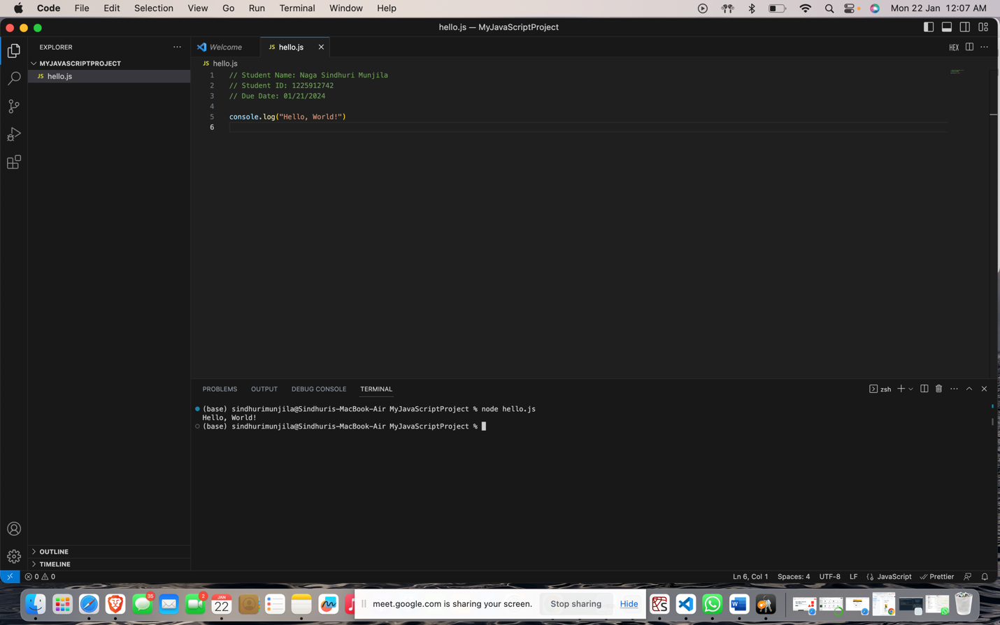 Code File Edit Selection View Go Run Terminal Window Help Mon 22 Jan 12:07 AM
hello.js — MyJavaScriptProject
EXPLORER
Welcome
JS hello.js
HEX
MYJAVASCRIPTPROJECT
JS hello.js
JS hello.js
1 // Student Name: Naga Sindhuri Munjila
2 // Student ID: 1225912742
3 // Due Date: 01/21/2024
4
5 console.log("Hello, World!")
6
PROBLEMS OUTPUT DEBUG CONSOLE TERMINAL zsh
(base) sindhurimunjila@Sindhuris-MacBook-Air MyJavaScriptProject % node hello.js
Hello, World!
(base) sindhurimunjila@Sindhuris-MacBook-Air MyJavaScriptProject %
OUTLINE
TIMELINE
0 0 Ln 6, Col 1 Spaces: 4 UTF-8 LF JavaScript Prettier
36
2
JAN
22
meet.google.com is sharing your screen. Stop sharing Hide